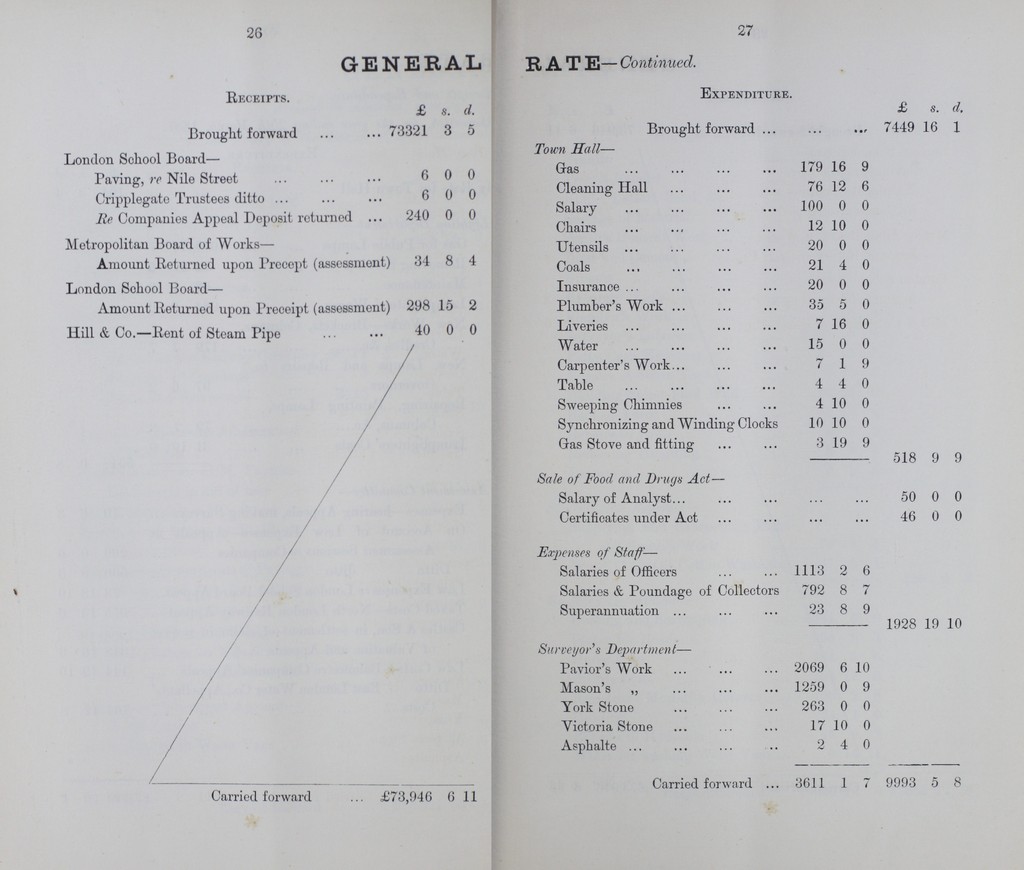 26
GENERAL
RECEIPTS.
£ s. d.
Brought forward ... ... 73321 3 5
London School Board—
Paving, re Nile Street ... ... ... 6 0 0
Cripplegate Trustees ditto ... ... ... 6 0 0
Re Companies Appeal Deposit returned ... 240 0 0
Metropolitan Board of Works—
Amount Returned upon Precept (assessment) 34 8 4
London School Board—
Amount Returned upon Preceipt (assessment) 298 15 2
Hill & Co.—Rent of Steam Pipe ... ... 40 0 0
Carried forward ... £73,946 6 11
27
RATE—Continued.
EXPENDITURE.
£ s. d.
Brought forward ... ... ... 7449 16 1
Town Hall—
Gas ... ... ... ... 179 16 9
Cleaning Hall ... ... ... 76 12 6
Salary ... ... ... ... 100 0 0
Chairs ... ... ... ... 12 10 0
Utensils ... ... ... ... 20 0 0
Coals ... ... ... ... 21 4 0
Insurance ... ... ... ... 20 0 0
Plumber's Work ... ... ... 35 5 0
Liveries ... ... ... ... 7 16 0
Water ... ... ... ... 15 0 0
Carpenter's Work... ... ... 7 1 9
Table ... ... ... ... 4 4 0
Sweeping Chimnies ... ... 4 10 0
Synchronizing and Winding Clocks 10 10 0
Gas Stove and fitting ... ... 3 19 9
518 9 9
Sale of Food and Drugs Act—
Salary of Analyst... ... ... ... ... 50 0 0
Certificates under Act ... ... ... ... 46 0 0
Expenses of Staff—
Salaries of Officers ... ... 1113 2 6
Salaries & Poundage of Collectors 792 8 7
Superannuation ... ... ... 23 8 9
1928 19 10
Surveyor's Department—
Pavior's Work ... ... ... 2069 6 10
Mason's „ ... ... ... 1259 0 9
York Stone ... ... ... 263 0 0
Victoria Stone ... ... ... 17 10 0
Asphalte ... ... ... .. 2 4 0
Carried forward ... 3611 1 7 9993 5 8